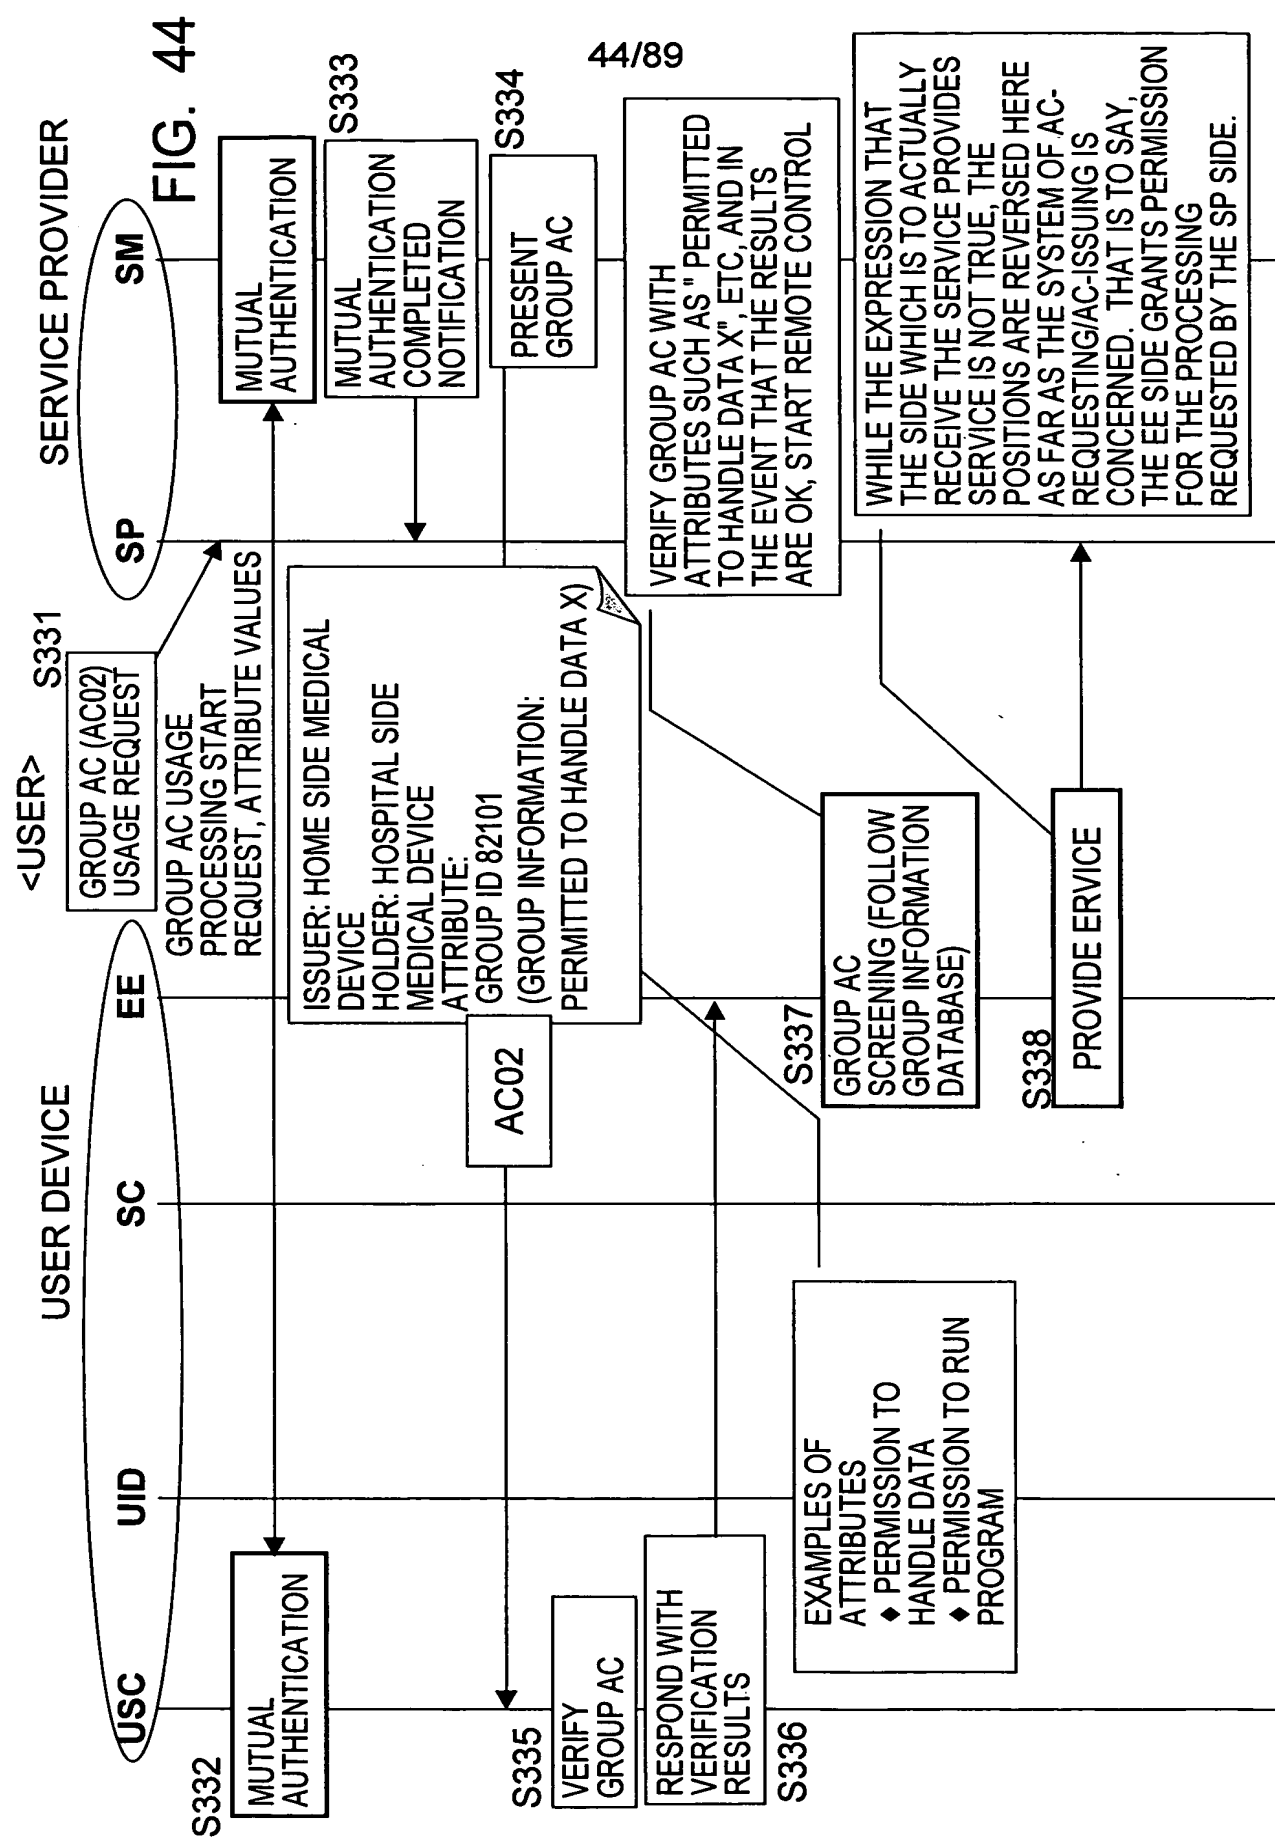 44/89
FIG. 44
<USER>
USER DEVICE
SERVICE PROVIDER
USC
UID
SC
EE
SP
SM
S331
GROUP AC (AC02)
USAGE REQUEST
GROUP AC USAGE
PROCESSING START
REQUEST, ATTRIBUTE VALUES
S332
MUTUAL
AUTHENTICATION
MUTUAL
AUTHENTICATION
S333
MUTUAL
AUTHENTICATION
COMPLETED
NOTIFICATION
S334
PRESENT
GROUP AC
ISSUER: HOME SIDE MEDICAL
DEVICE
HOLDER: HOSPITAL SIDE
MEDICAL DEVICE
ATTRIBUTE:
GROUP ID 82101
(GROUP INFORMATION:
PERMITTED TO HANDLE DATA X)
AC02
S335
VERIFY
GROUP AC
RESPOND WITH
VERIFICATION
RESULTS
S336
VERIFY GROUP AC WITH
ATTRIBUTES SUCH AS " PERMITTED
TO HANDLE DATA X", ETC, AND IN
THE EVENT THAT THE RESULTS
ARE OK, START REMOTE CONTROL
EXAMPLES OF
ATTRIBUTES
♦ PERMISSION TO
HANDLE DATA
♦ PERMISSION TO RUN
PROGRAM
S337
GROUP AC
SCREENING (FOLLOW
GROUP INFORMATION
DATABASE)
S338
PROVIDE ERVICE
WHILE THE EXPRESSION THAT
THE SIDE WHICH IS TO ACTUALLY
RECEIVE THE SERVICE PROVIDES
SERVICE IS NOT TRUE, THE
POSITIONS ARE REVERSED HERE
AS FAR AS THE SYSTEM OF AC-
REQUESTING/AC-ISSUING IS
CONCERNED. THAT IS TO SAY,
THE EE SIDE GRANTS PERMISSION
FOR THE PROCESSING
REQUESTED BY THE SP SIDE.